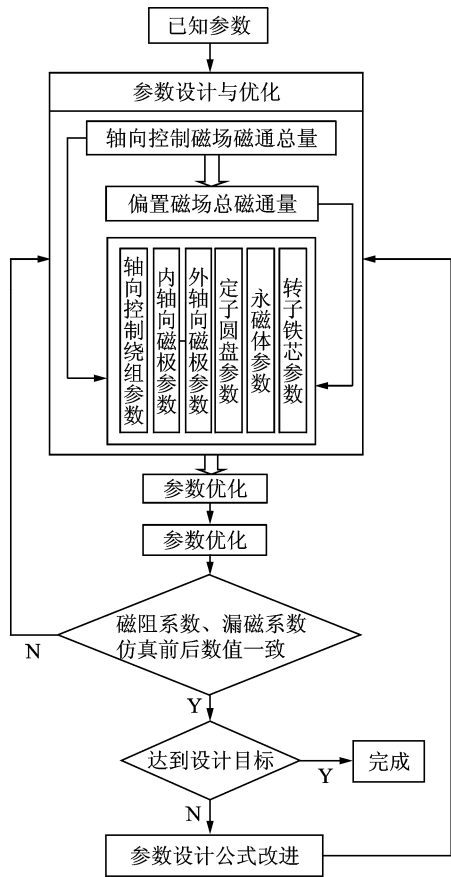 已知参数
参数设计与优化
轴向控制磁场磁通总量
偏置磁场总磁通量
轴向控制绕组参数
内轴向磁极参数
外轴向磁极参数
定子圆盘参数
永磁体参数
转子铁芯参数
参数优化
参数优化
磁阻系数、漏磁系数
仿真前后数值一致
N
Y
达到设计目标
Y
完成
N
参数设计公式改进